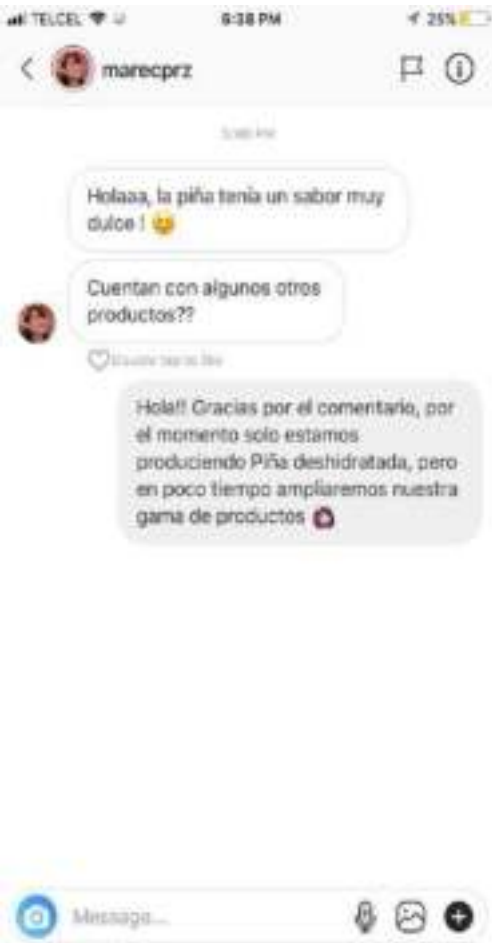 TELCEL 6:38 PM 25%
marecprz
Holaaa, la piña tenía un sabor muy
dulce !
Cuentan con algunos otros
productos??
Hola!! Gracias por el comentario, por
el momento solo estamos
produciendo Piña deshidratada, pero
en poco tiempo ampliaremos nuestra
gama de productos
Message...